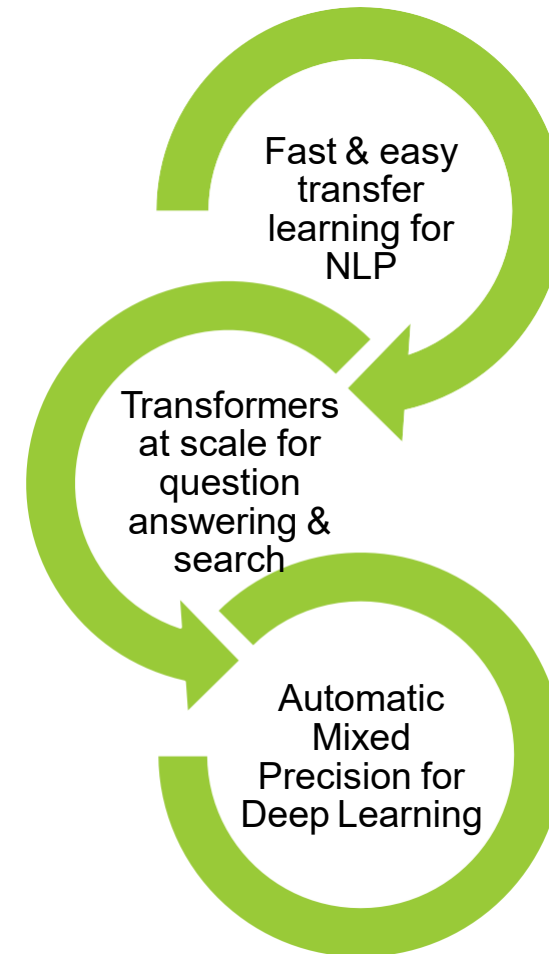 Fast & easy
transfer
learning for
NLP
Transformers
at scale for
question
answering &
search
Automatic
Mixed
Precision for
Deep Learning